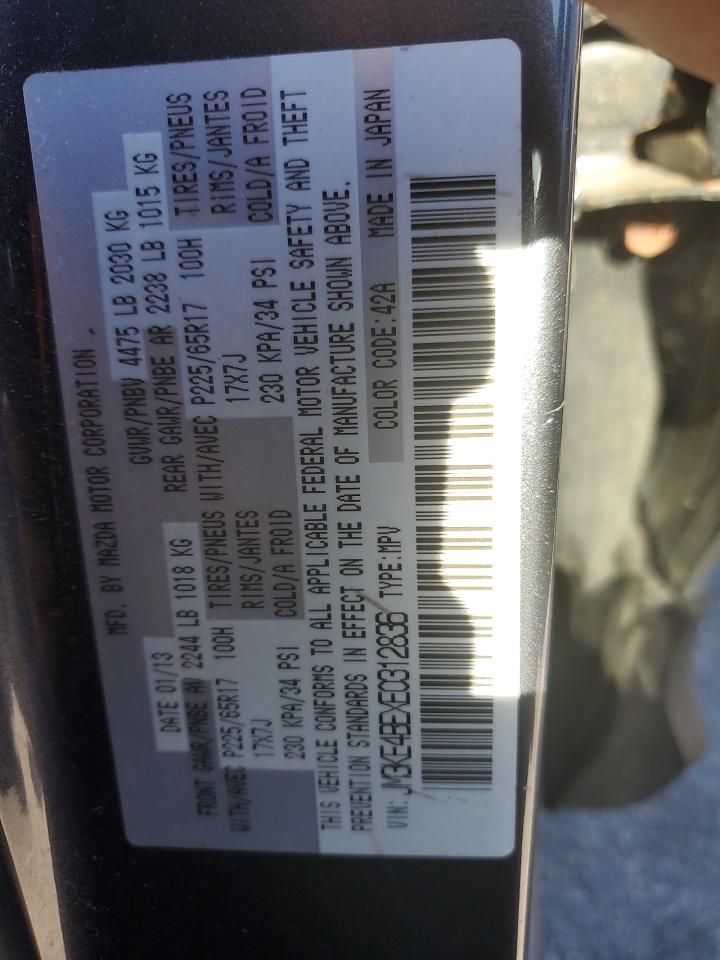 MFD. BY MAZDA MOTOR CORPORATION
DATE 01/13 GVWR/PNBV 4475 LB 2030 KG
FRONT GAWR/PNBE AV 2244 LB 1018 KG REAR GAWR/PNBE AR 2238 LB 1015 KG
WITH/AVEC P225/65R17 100H TIRES/PNEUS WITH/AVEC P225/65R17 100H TIRES/PNEUS
17X7J RIMS/JANTES 17X7J RIMS/JANTES
230 KPA/34 PSI COLD/A FROID 230 KPA/34 PSI COLD/A FROID
THIS VEHICLE CONFORMS TO ALL APPLICABLE FEDERAL MOTOR VEHICLE SAFETY AND THEFT
PREVENTION STANDARDS IN EFFECT ON THE DATE OF MANUFACTURE SHOWN ABOVE.
VIN: JM3KE4BEXE0312836 TYPE:MPV COLOR CODE:42A MADE IN JAPAN